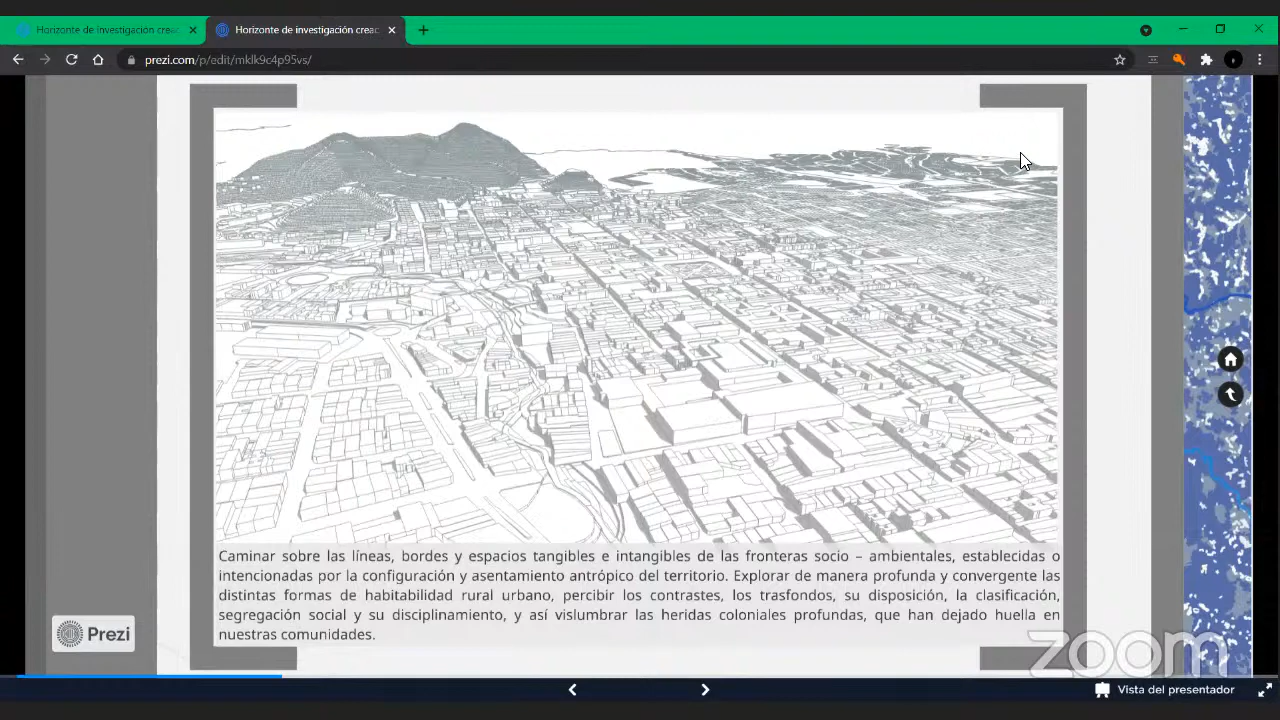 Horizonte de investigación creac
Horizonte de investigación creac
prezi.com/p/edit/mklk9c4p95vs/
Caminar sobre las líneas, bordes y espacios tangibles e intangibles de las fronteras socio – ambientales, establecidas o
intencionadas por la configuración y asentamiento antrópico del territorio. Explorar de manera profunda y convergente las
distintas formas de habitabilidad rural urbano, percibir los contrastes, los trasfondos, su disposición, la clasificación,
segregación social y su disciplinamiento, y así vislumbrar las heridas coloniales profundas, que han dejado huella en
nuestras comunidades.
Prezi
zoom
Vista del presentador